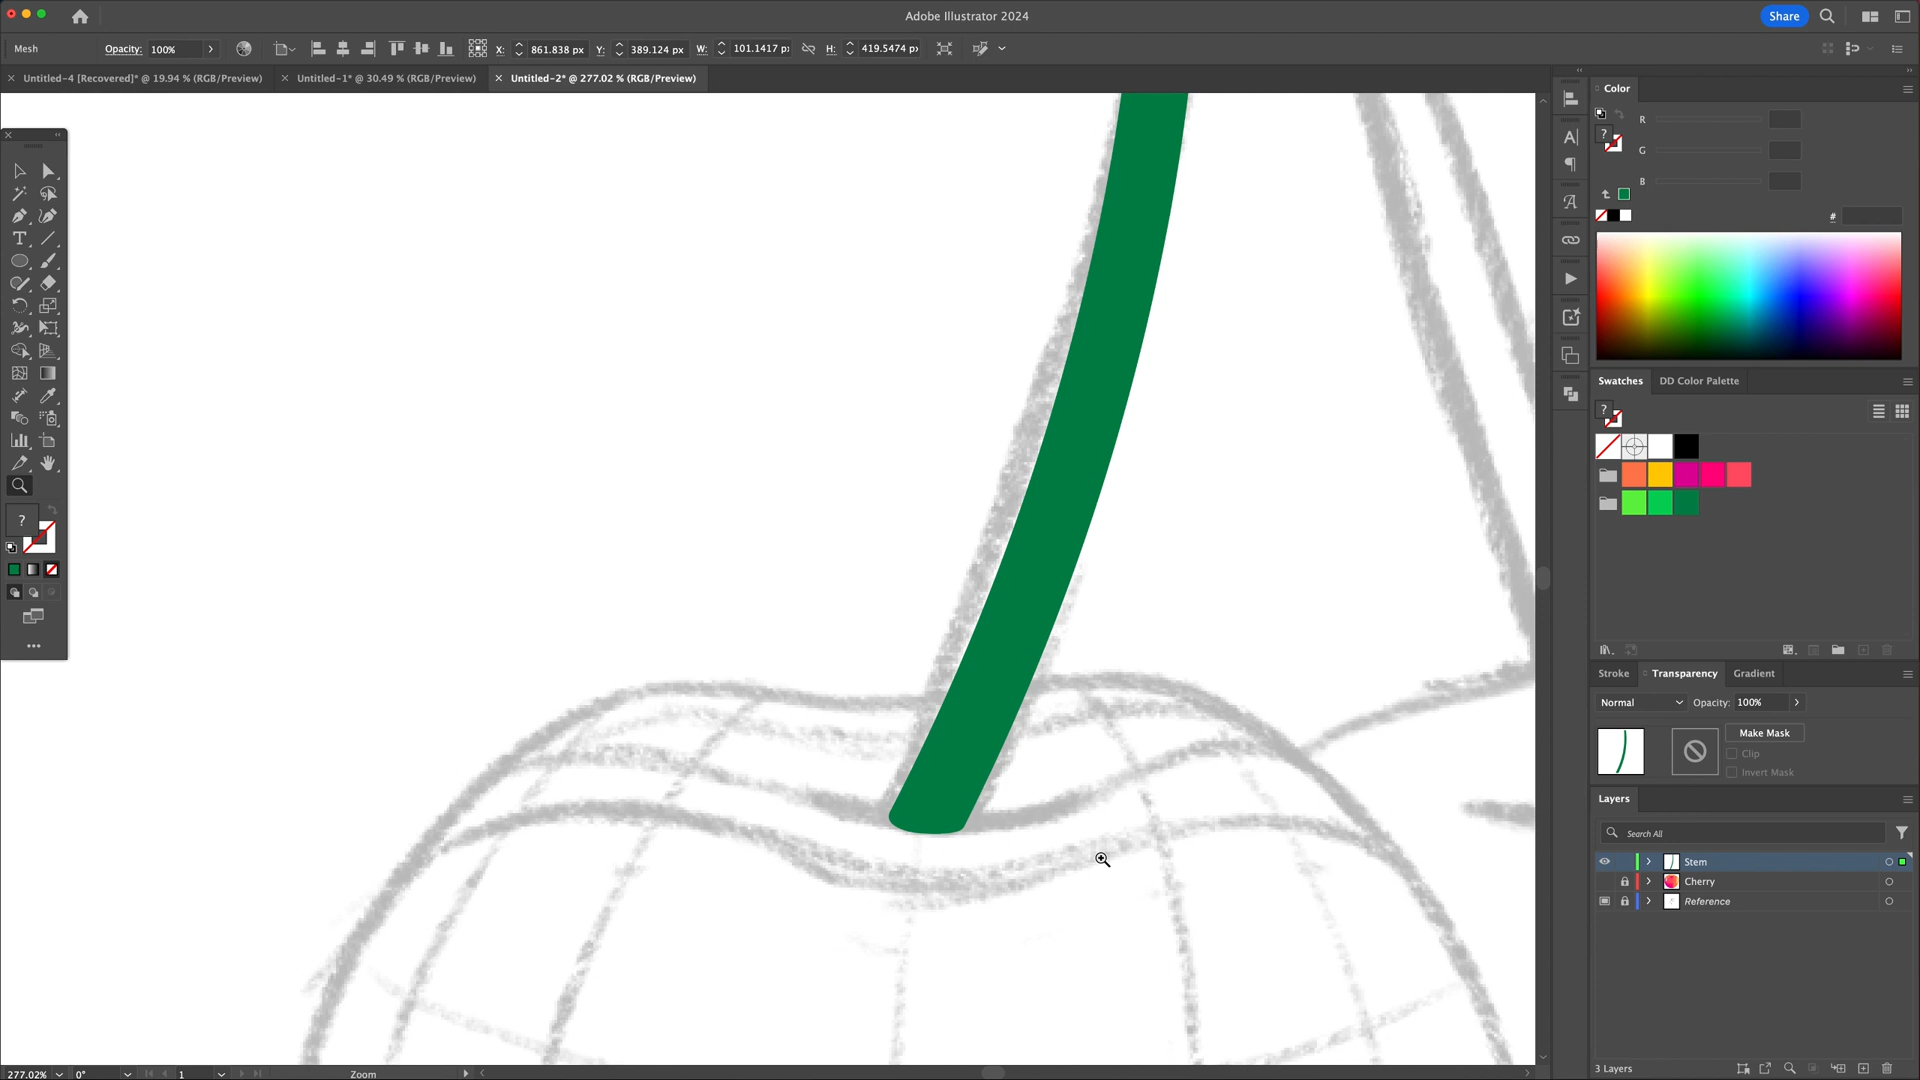 Adobe Illustrator 2024
Share
Mesh Opacity: 100% X: 861.838 px Y: 389.124 px W: 101.1417 p: H: 419.5474 p:
Untitled-4 [Recovered]* @ 19.94 % (RGB/Preview) Untitled-1* @ 30.49 % (RGB/Preview) Untitled-2* @ 277.02 % (RGB/Preview)
Color
? R
G
B
#
Swatches DD Color Palette
?
?
Stroke Transparency Gradient
Normal Opacity: 100%
Make Mask
Clip
Invert Mask
Layers
Search All
Stem
Cherry
Reference
3 Layers
277.02% 0° 1 Zoom